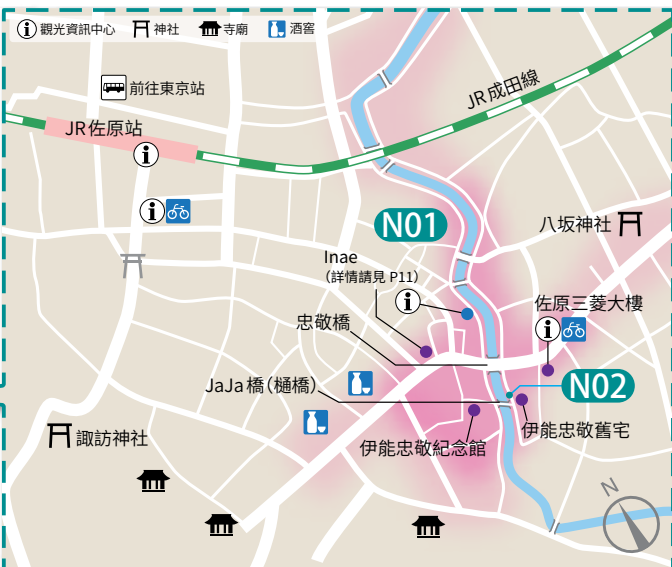 觀光資訊中心 神社 寺廟 酒窖
前往東京站
JR成田線
JR佐原站
N01
八坂神社
Inae
（詳情請見 P11）
佐原三菱大樓
忠敬橋
JaJa橋（樋橋）
N02
伊能忠敬舊宅
諏訪神社
伊能忠敬紀念館
N